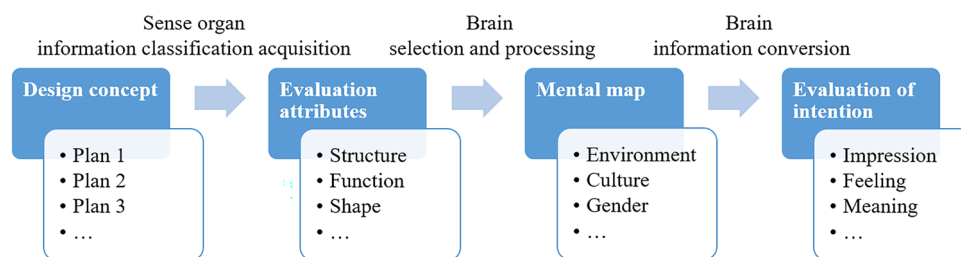 Sense organ
information classification acquisition
Brain
selection and processing
Brain
information conversion
Design concept
• Plan 1
• Plan 2
• Plan 3
• …
Evaluation
attributes
• Structure
• Function
• Shape
• …
Mental map
• Environment
• Culture
• Gender
• …
Evaluation of
intention
• Impression
• Feeling
• Meaning
• …